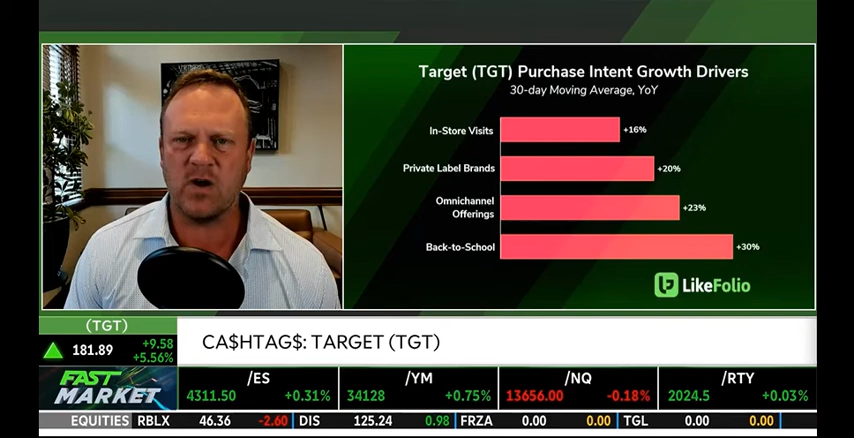 Target (TGT) Purchase Intent Growth Drivers
30-day Moving Average, YoY
In-Store Visits +16%
Private Label Brands +20%
Omnichannel
Offerings +23%
Back-to-School +30%
LikeFolio
(TGT)
181.89 +9.58
+5.56%
CA$HTAG$: TARGET (TGT)
FAST
MARKET
/ES
4311.50 +0.31%
/YM
34128 +0.75%
/NQ
13656.00 -0.18%
/RTY
2024.5 +0.03%
EQUITIES RBLX 46.36 -2.60 DIS 125.24 0.98 FRZA 0.00 0.00 TGL 0.00 0.00